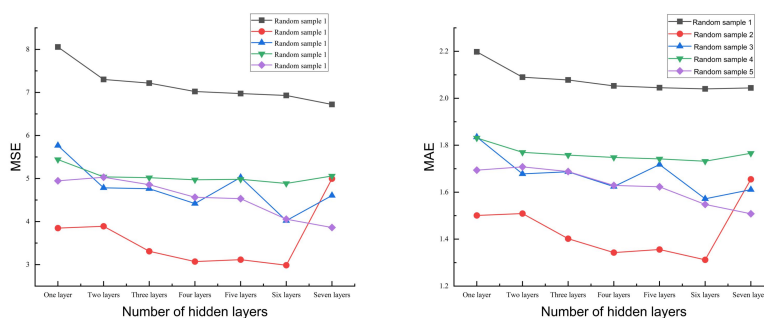 Random sample 1
Random sample 1
Random sample 1
Random sample 1
Random sample 1
8
7
6
5
4
3
MSE
One layer Two layers Three layers Four layers Five layers Six layers Seven layers
Number of hidden layers
Random sample 1
Random sample 2
Random sample 3
Random sample 4
Random sample 5
2.2
2.0
1.8
1.6
1.4
1.2
MAE
One layer Two layers Three layers Four layers Five layers Six layers Seven layers
Number of hidden layers